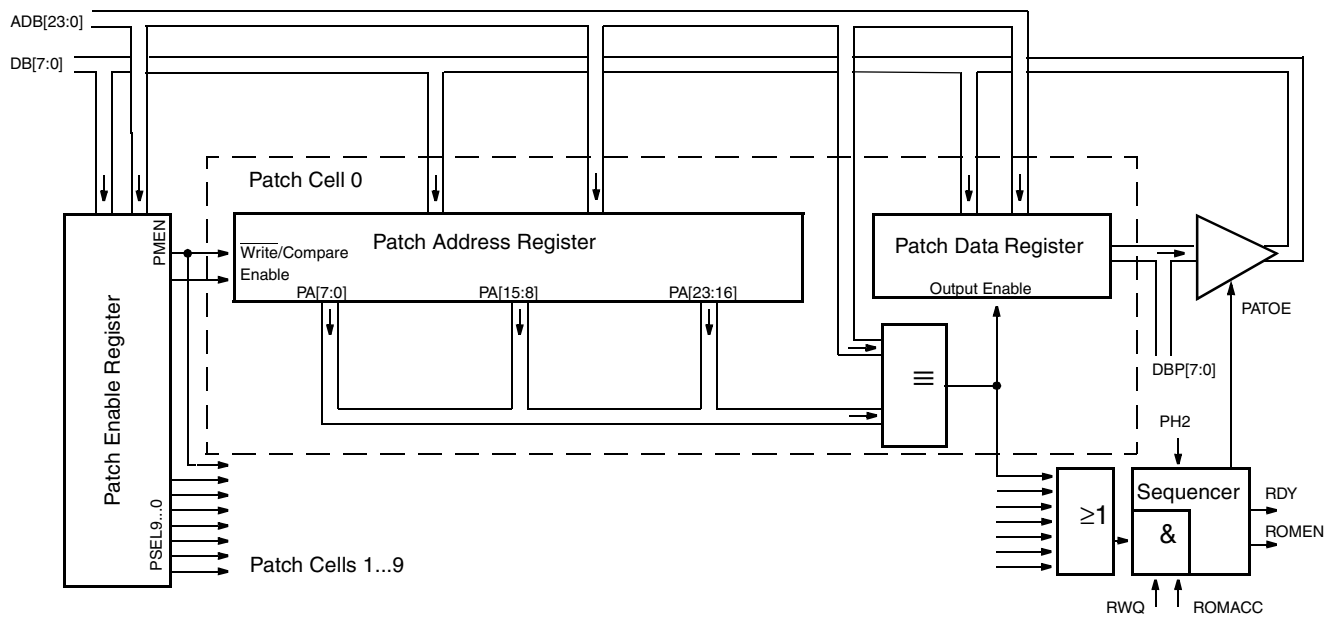 ADB[23:0]
DB[7:0]
Patch Cell 0
PMEN
Write/Compare
Enable
Patch Address Register
PA[7:0]
PA[15:8]
PA[23:16]
Patch Data Register
Output Enable
PATOE
DBP[7:0]
≡
Patch Enable Register
PSEL9...0
Patch Cells 1...9
PH2
≥1
Sequencer
&
RDY
ROMEN
RWQ
ROMACC